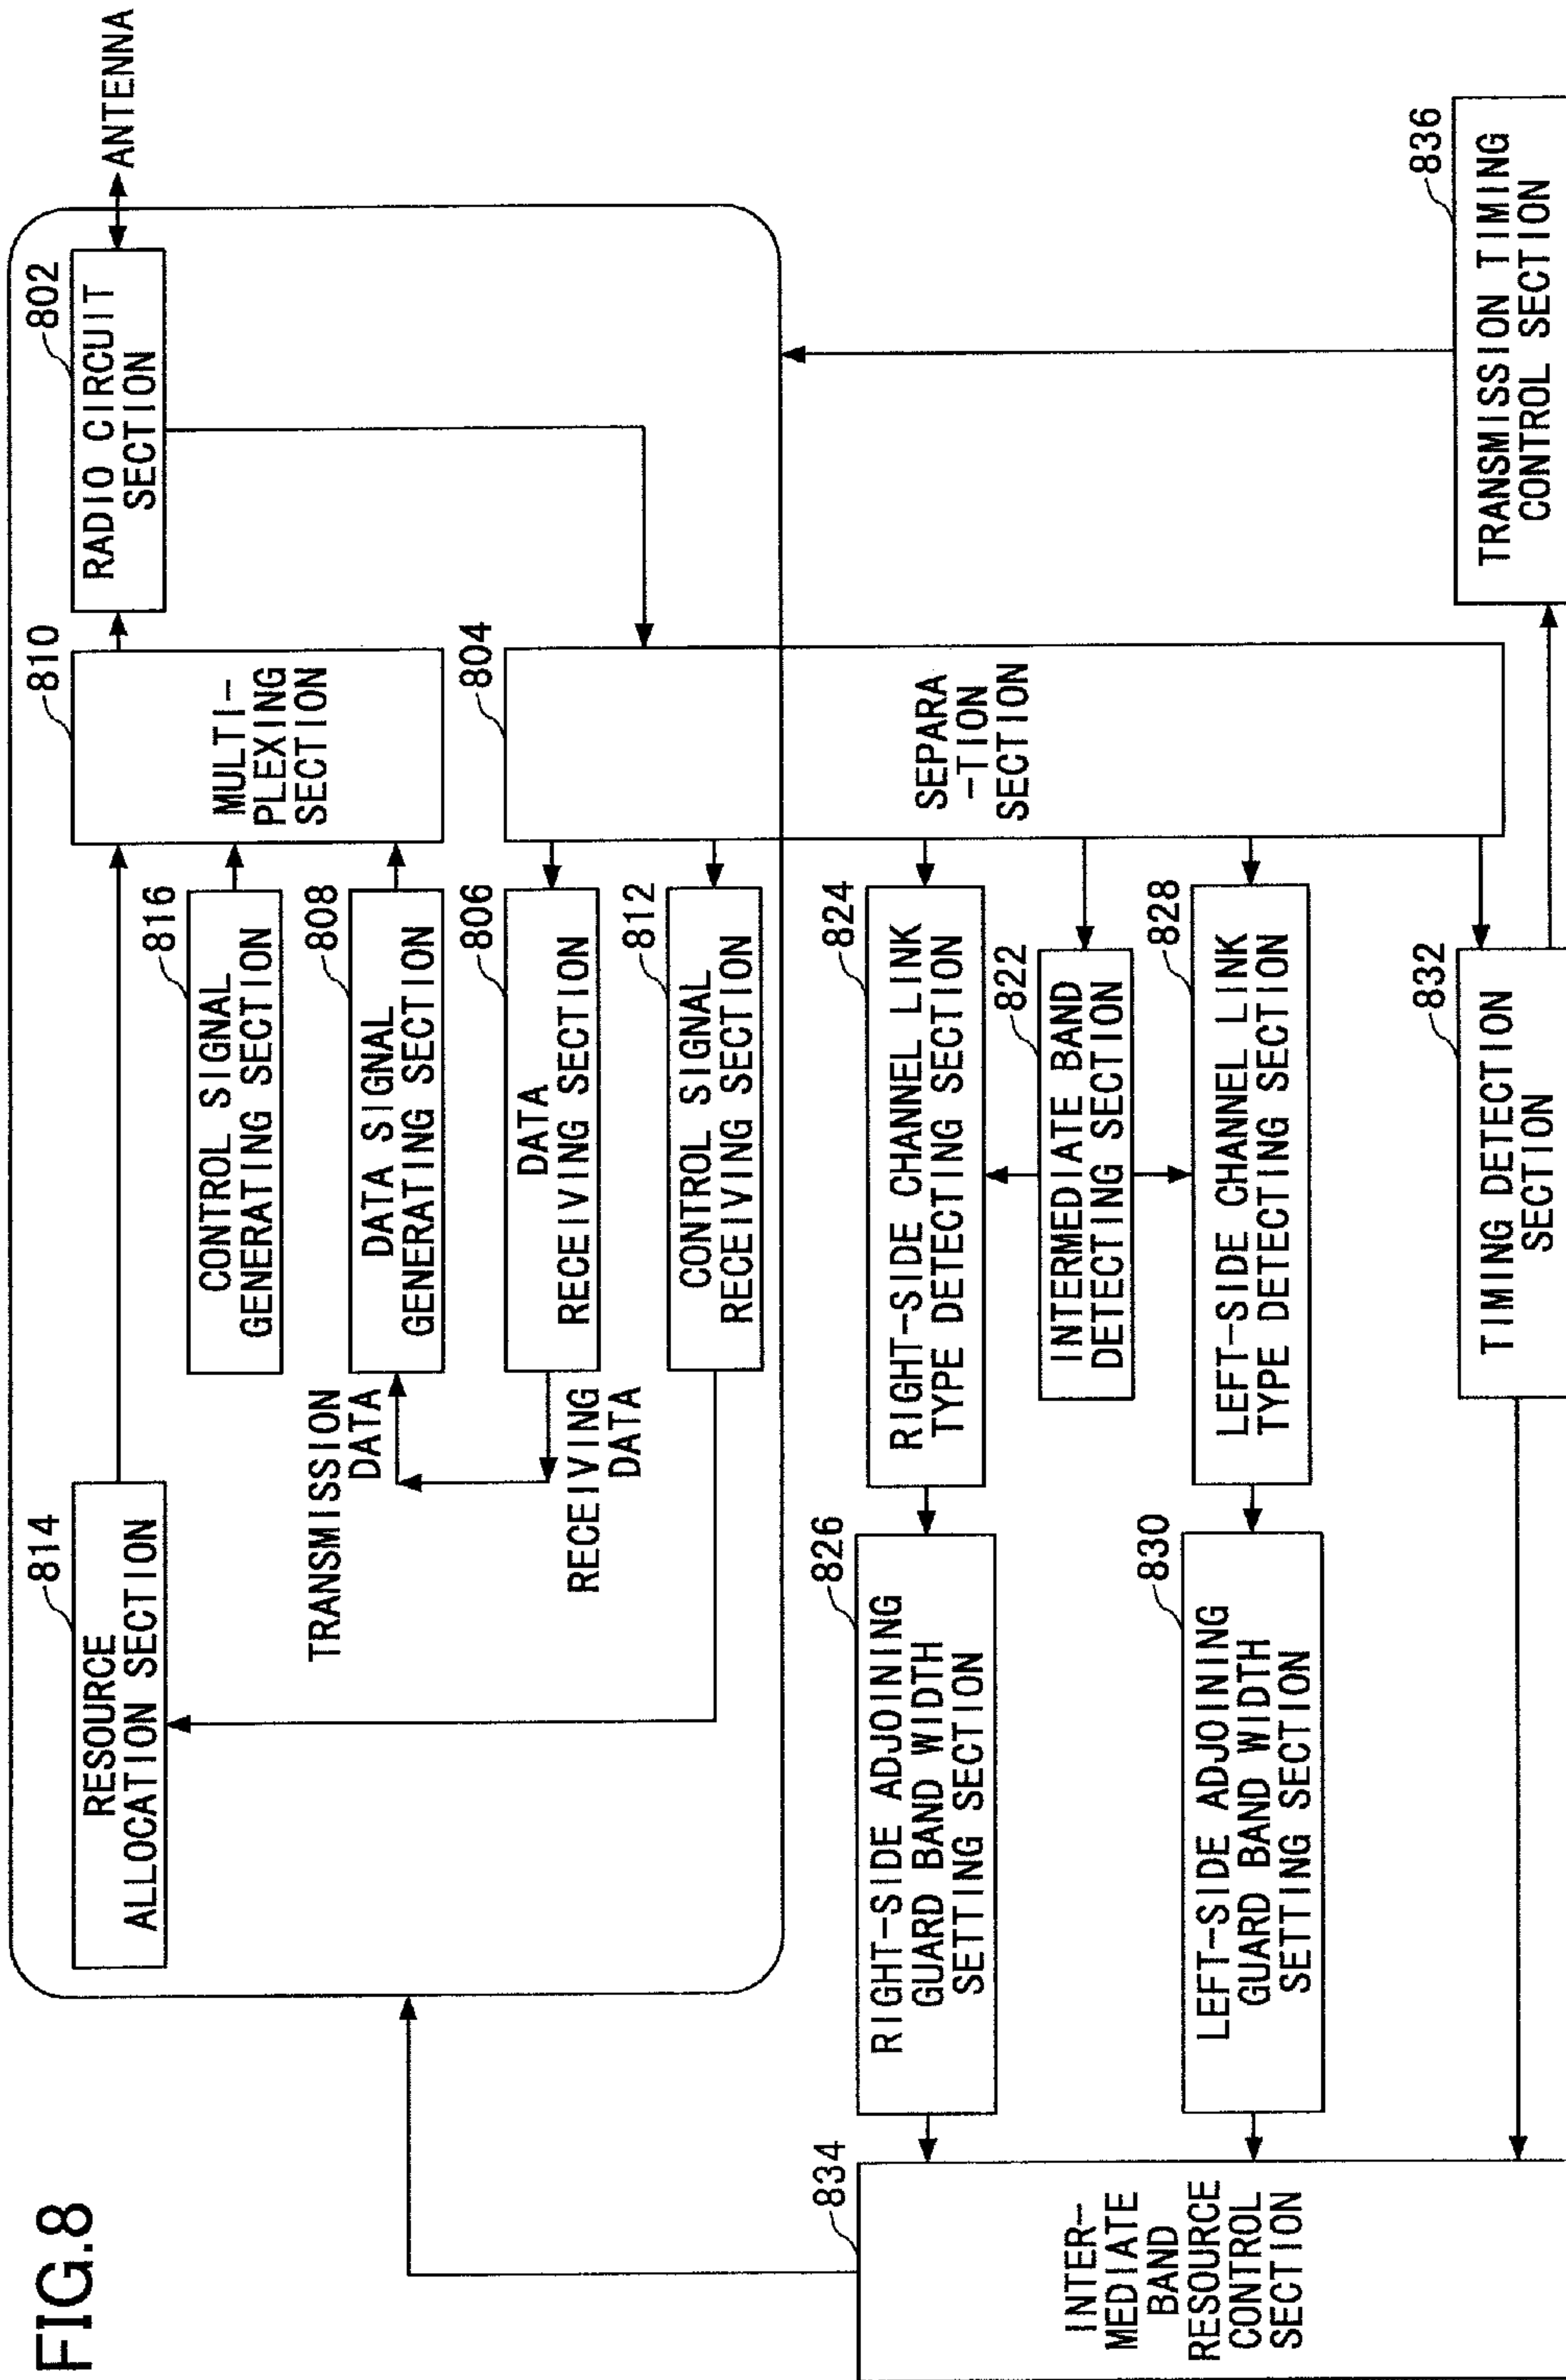 FIG.8
814
RESOURCE
ALLOCATION SECTION
816
CONTROL SIGNAL
GENERATING SECTION
810
MULTI-
PLEXING
SECTION
802
RADIO CIRCUIT
SECTION
ANTENNA
TRANSMISSION
DATA
808
DATA SIGNAL
GENERATING SECTION
RECEIVING
DATA
806
DATA
RECEIVING SECTION
804
SEPARA
-TION
SECTION
812
CONTROL SIGNAL
RECEIVING SECTION
834
INTER-
MEDIATE
BAND
RESOURCE
CONTROL
SECTION
826
RIGHT-SIDE ADJOINING
GUARD BAND WIDTH
SETTING SECTION
824
RIGHT-SIDE CHANNEL LINK
TYPE DETECTING SECTION
822
INTERMEDIATE BAND
DETECTING SECTION
830
LEFT-SIDE ADJOINING
GUARD BAND WIDTH
SETTING SECTION
828
LEFT-SIDE CHANNEL LINK
TYPE DETECTING SECTION
832
TIMING DETECTION
SECTION
836
TRANSMISSION TIMING
CONTROL SECTION